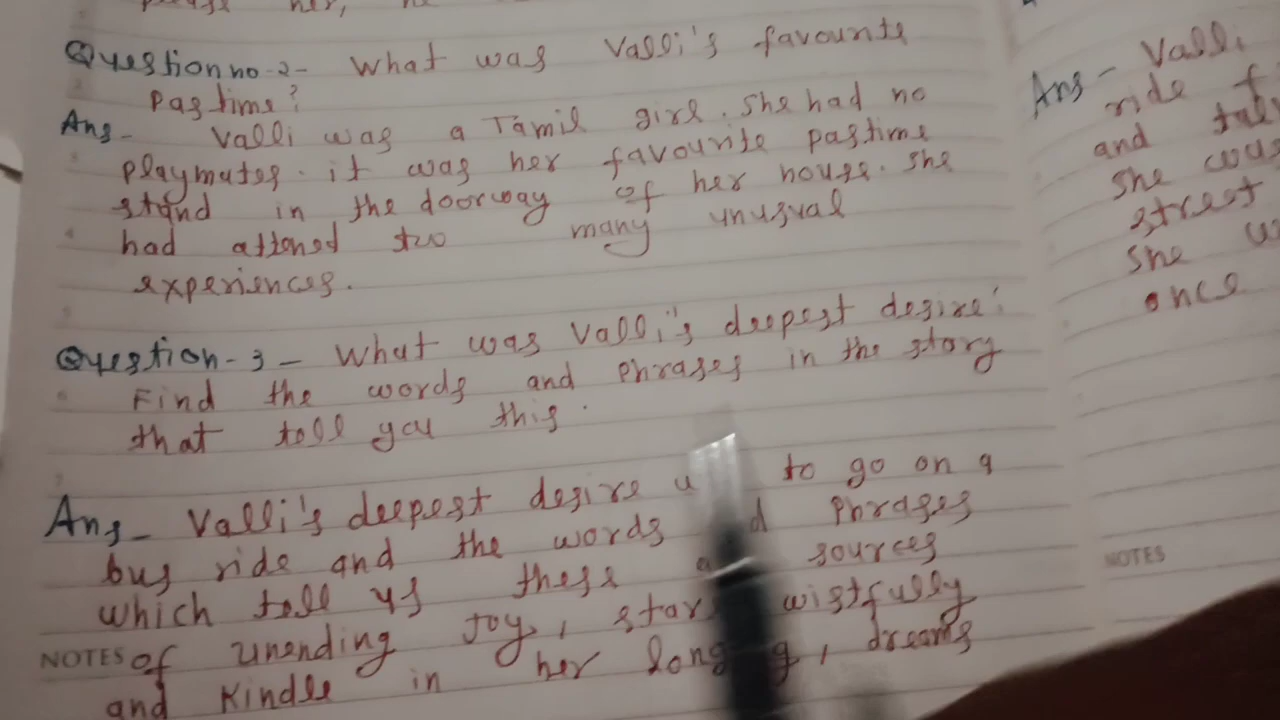 her,
Question no-2- What was Valli's favourite
pastime?
Ans- Valli was a Tamil girl. She had no
playmates. it was her favourite pastime
stand in the doorway of her house. she
had attoned two many unusual
experiences.
Question-3- What was Valli's deepest desire?
Find the words and phrases in the story
that tell you this.
Ans- Valli's deepest desire to go on a
bus ride and the words phrases
which tell us these sources
of unending Joy, wistfully
and Kindle in her , dreams
NOTES
Ans- Valli
ride
and
she
street
She
once
NOTES